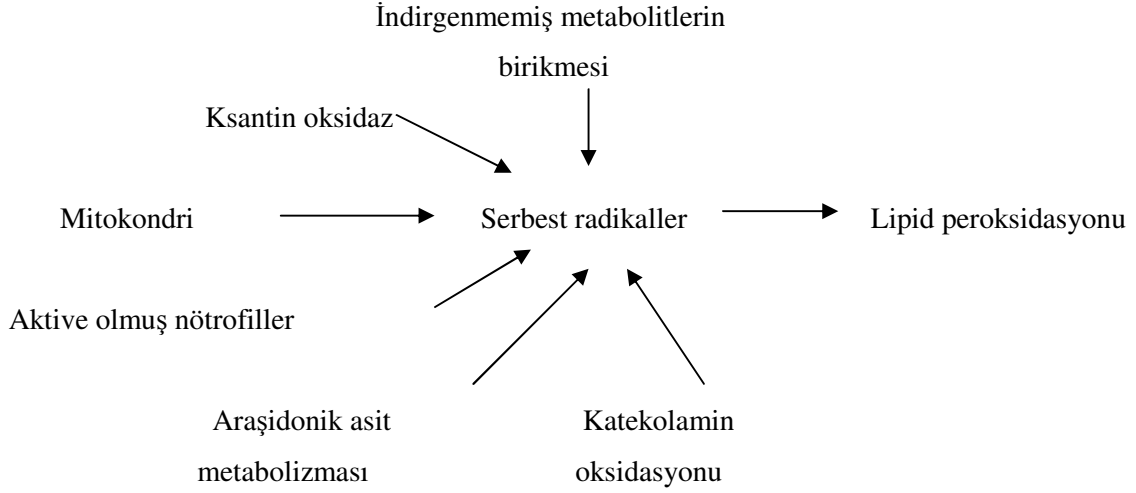 İndirgenmemiş metabolitlerin
birikmesi
Ksantin oksidaz
Mitokondri
Serbest radikaller
Lipid peroksidasyonu
Aktive olmuş nötrofiller
Araşidonik asit
metabolizması
Katekolamin
oksidasyonu